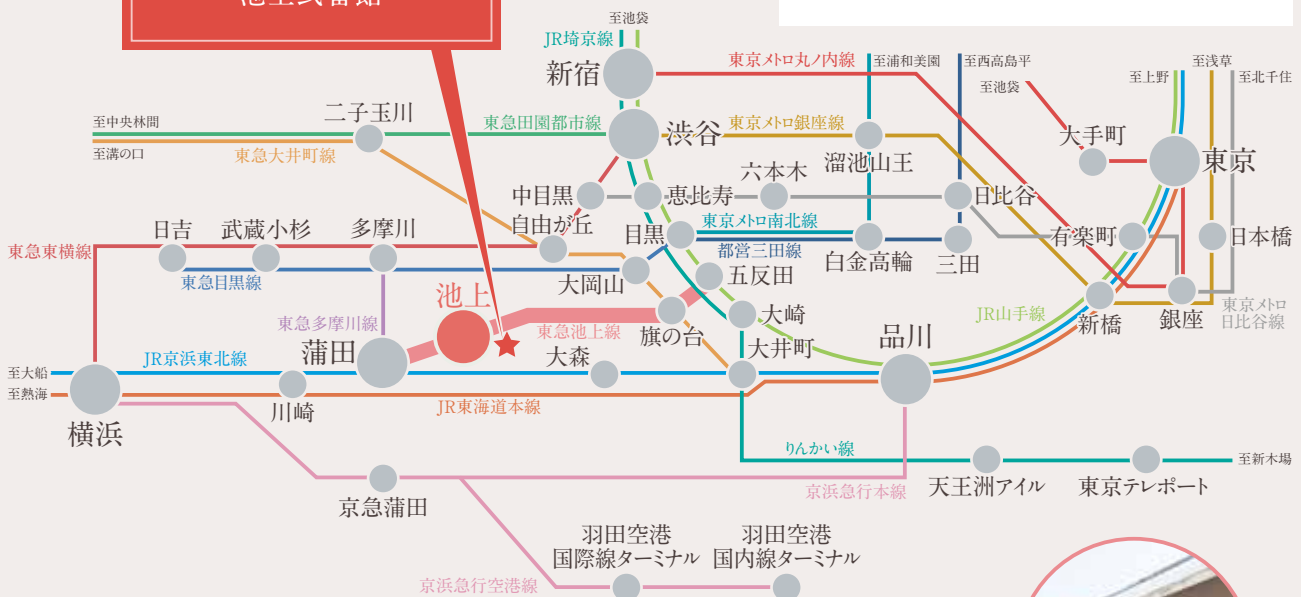 池上弐番館
至池袋
JR埼京線
新宿
東京メトロ丸ノ内線
至浦和美園
至西高島平
至池袋
至上野
至浅草
至北千住
至中央林間
至溝の口
二子玉川
東急大井町線
東急田園都市線
渋谷
東京メトロ銀座線
溜池山王
大手町
東京
中目黒
恵比寿
六本木
日比谷
自由が丘
目黒
東京メトロ南北線
都営三田線
白金高輪
三田
有楽町
日本橋
日吉
武蔵小杉
多摩川
東急東横線
東急目黒線
大岡山
五反田
池上
東急多摩川線
東急池上線
旗の台
大崎
JR山手線
新橋
銀座
東京メトロ
日比谷線
蒲田
大森
大井町
品川
JR京浜東北線
至大船
至熱海
横浜
川崎
JR東海道本線
りんかい線
至新木場
京急蒲田
京浜急行本線
天王洲アイル
東京テレポート
羽田空港
国際線ターミナル
羽田空港
国内線ターミナル
京浜急行空港線